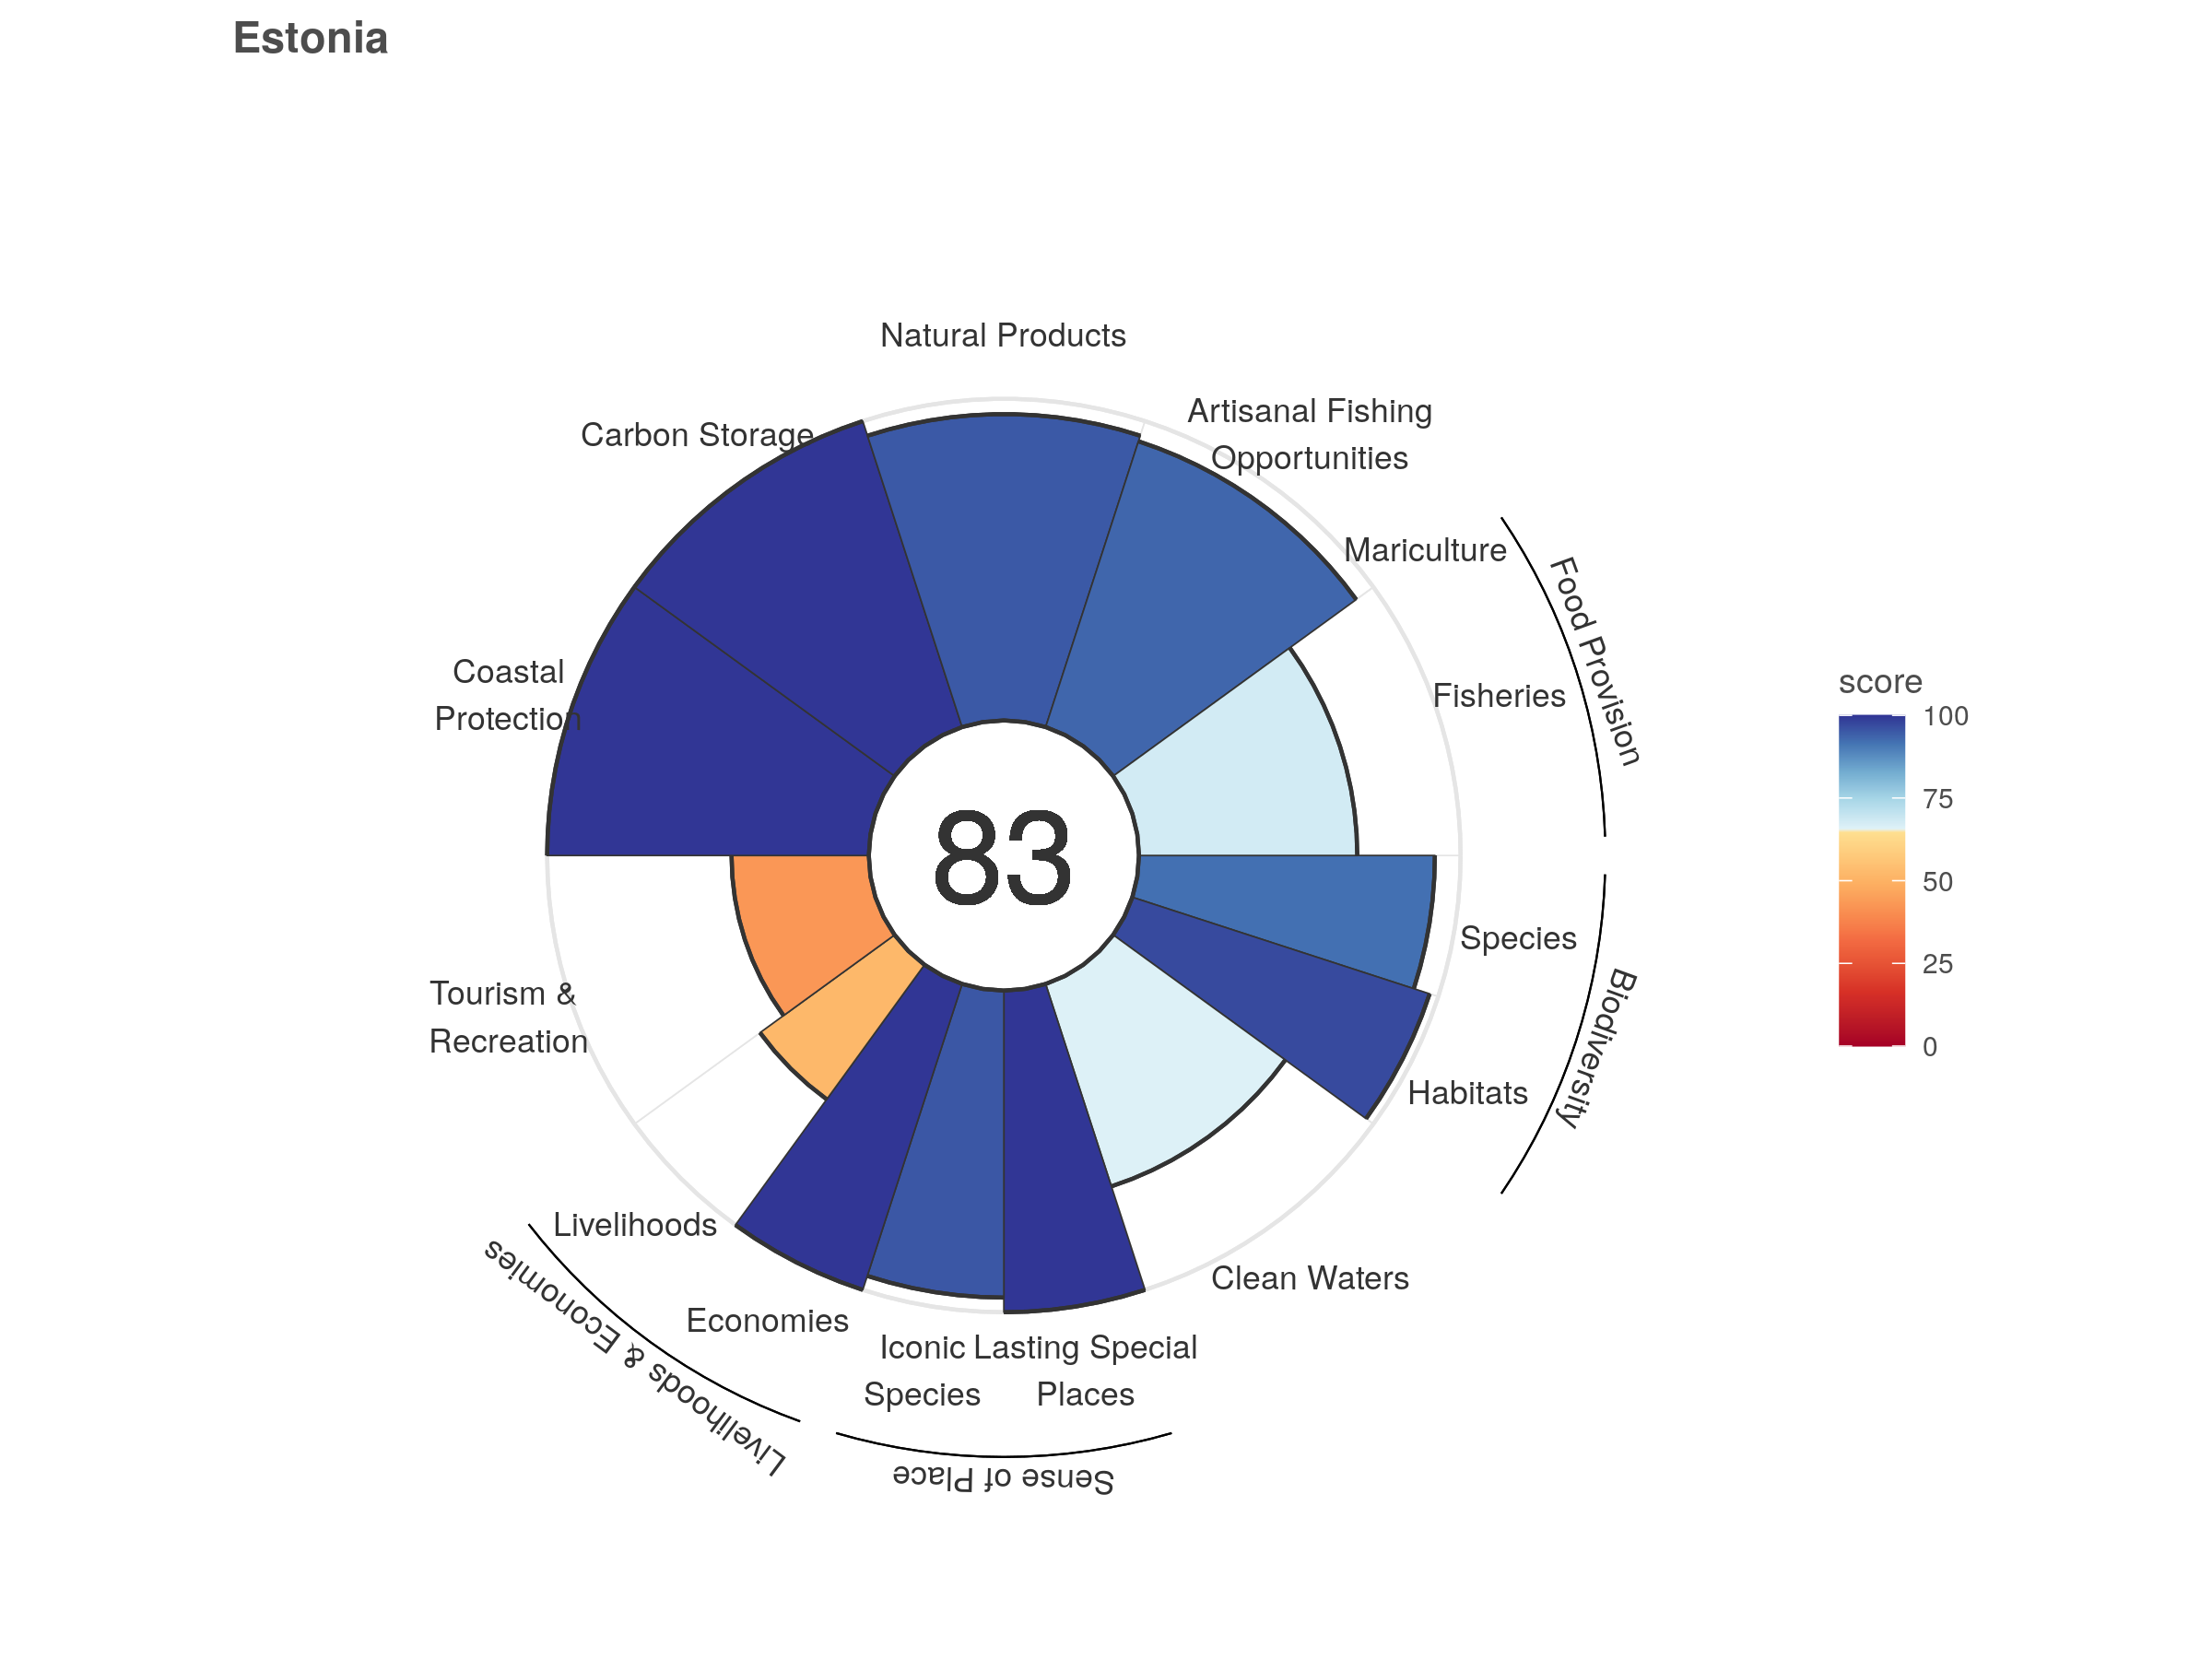 Estonia
Natural Products
Artisanal Fishing
Opportunities
Carbon Storage
Mariculture
Food Provision
Fisheries
Coastal
Protection
score
100
75
50
25
0
83
Species
Biodiversity
Habitats
Tourism &
Recreation
Livelihoods
Livelihoods & Economies
Economies
Clean Waters
Iconic
Species
Lasting Special
Places
Sense of Place